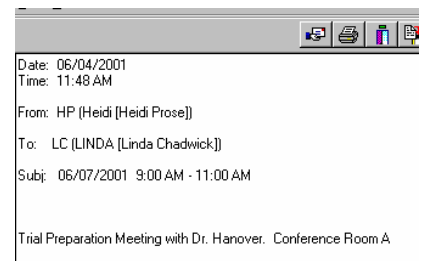 Date: 06/04/2001
Time: 11:48 AM
From: HP (Heidi [Heidi Prose])
To: LC (LINDA [Linda Chadwick])
Subj: 06/07/2001 9:00 AM - 11:00 AM
Trial Preparation Meeting with Dr. Hanover. Conference Room A